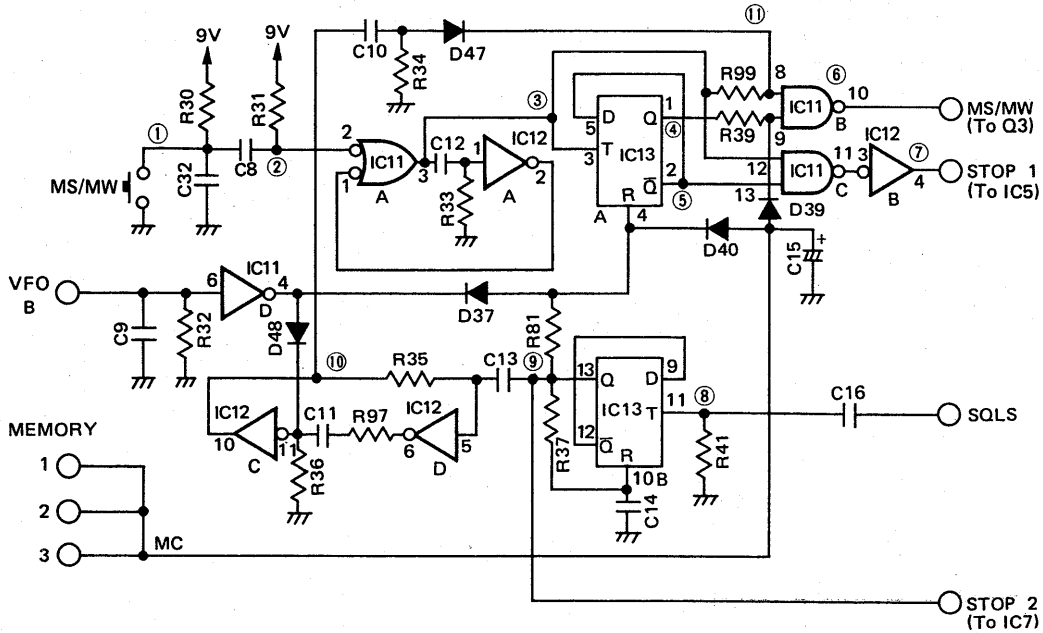 ⑪
9V
9V
C10
D47
R34
R30
R31
③
R99
8
⑥
①
②
MS/MW
C32
C8
2
1
IC11
A
3
C12
R33
1
IC12
2
A
D
5
T
3
Q
1
④
IC13
Q̅
2
⑤
R
4
A
R39
9
IC11
10
B
MS/MW
(To Q3)
12
13
IC11
11
C
IC12
3
B
4
⑦
STOP 1
(To IC5)
D39
D40
C15
+
VFO
B
6
IC11
4
D
C9
R32
D48
D37
R81
⑩
R35
C13
⑨
13
Q
D
9
IC13
T
11
⑧
12
Q̅
R
10
B
C16
SQLS
IC12
10
C
11
C11
R97
IC12
6
D
5
R36
R37
C14
R41
MEMORY
1
2
3
MC
STOP 2
(To IC7)